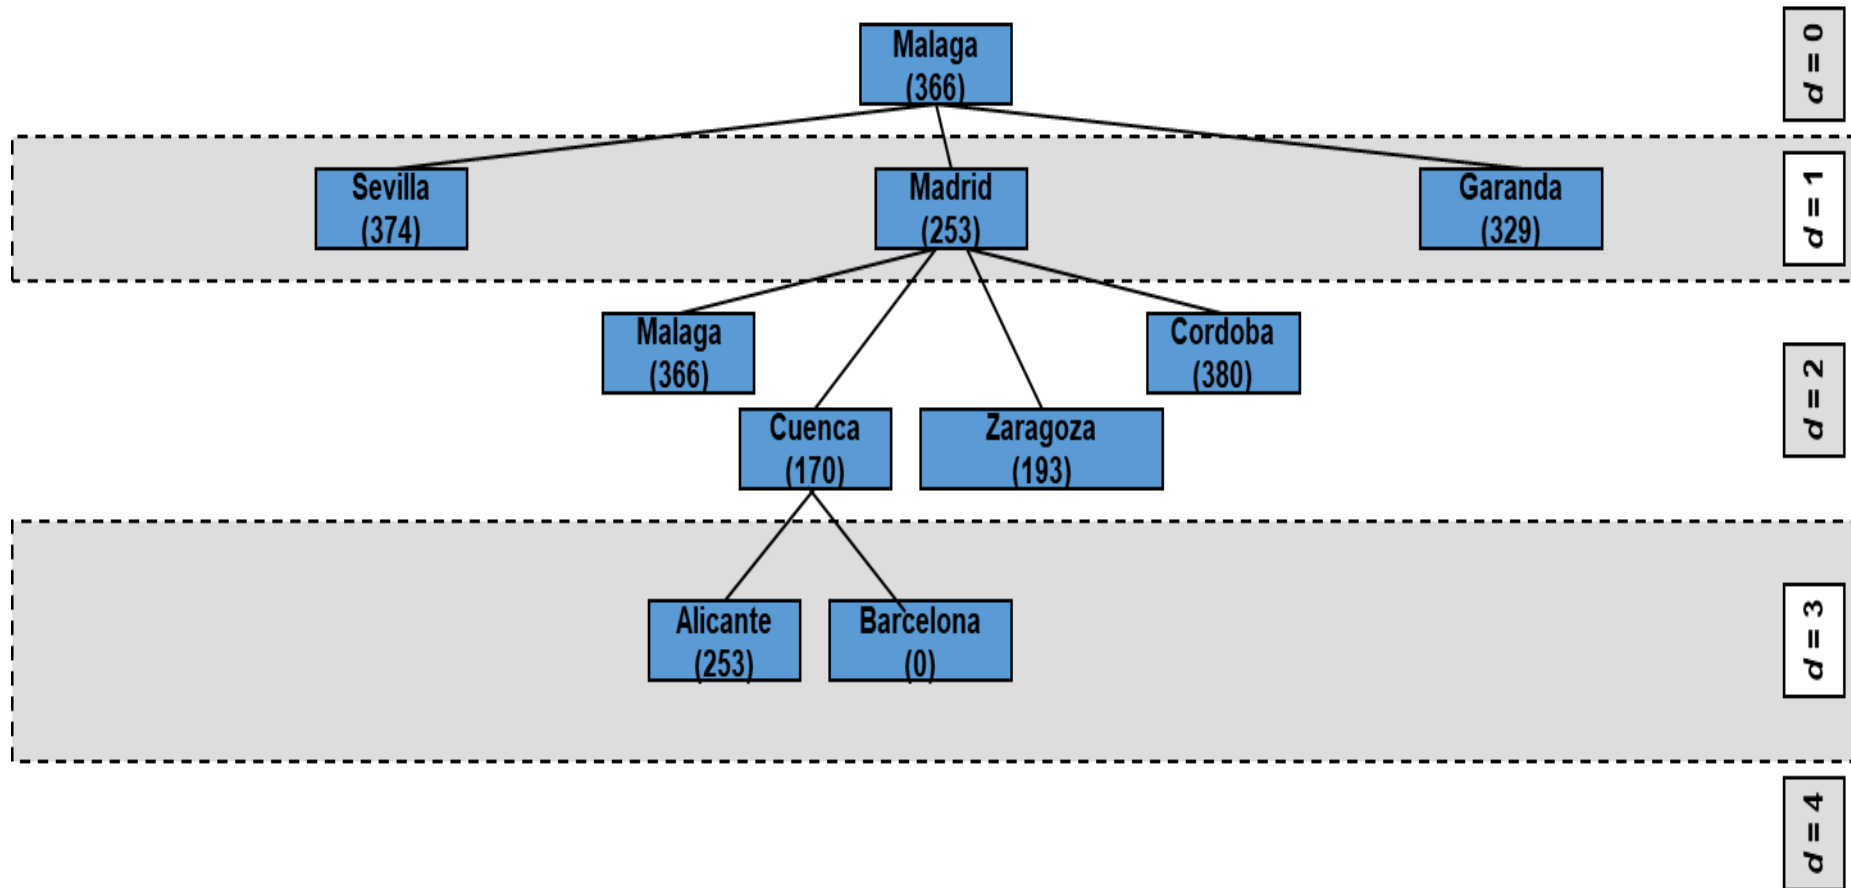 Malaga
(366)
d = 0
Sevilla
(374)
Madrid
(253)
Garanda
(329)
d = 1
Malaga
(366)
Cordoba
(380)
Cuenca
(170)
Zaragoza
(193)
d = 2
Alicante
(253)
Barcelona
(0)
d = 3
d = 4